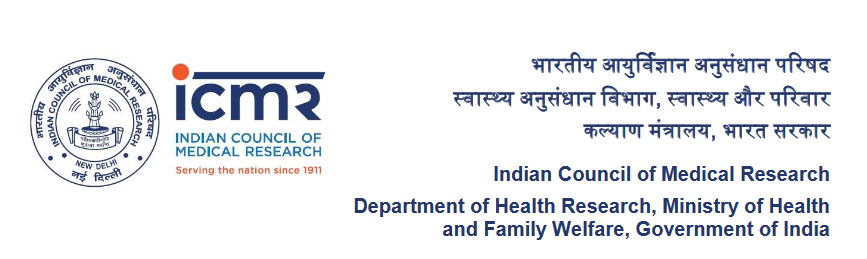 भारतीय आयुर्विज्ञान अनुसंधान परिषद
INDIAN COUNCIL OF MEDICAL RESEARCH
NEW DELHI
नई दिल्ली
icmr
INDIAN COUNCIL OF
MEDICAL RESEARCH
Serving the nation since 1911
भारतीय आयुर्विज्ञान अनुसंधान परिषद
स्वास्थ्य अनुसंधान विभाग, स्वास्थ्य और परिवार
कल्याण मंत्रालय, भारत सरकार
Indian Council of Medical Research
Department of Health Research, Ministry of Health
and Family Welfare, Government of India